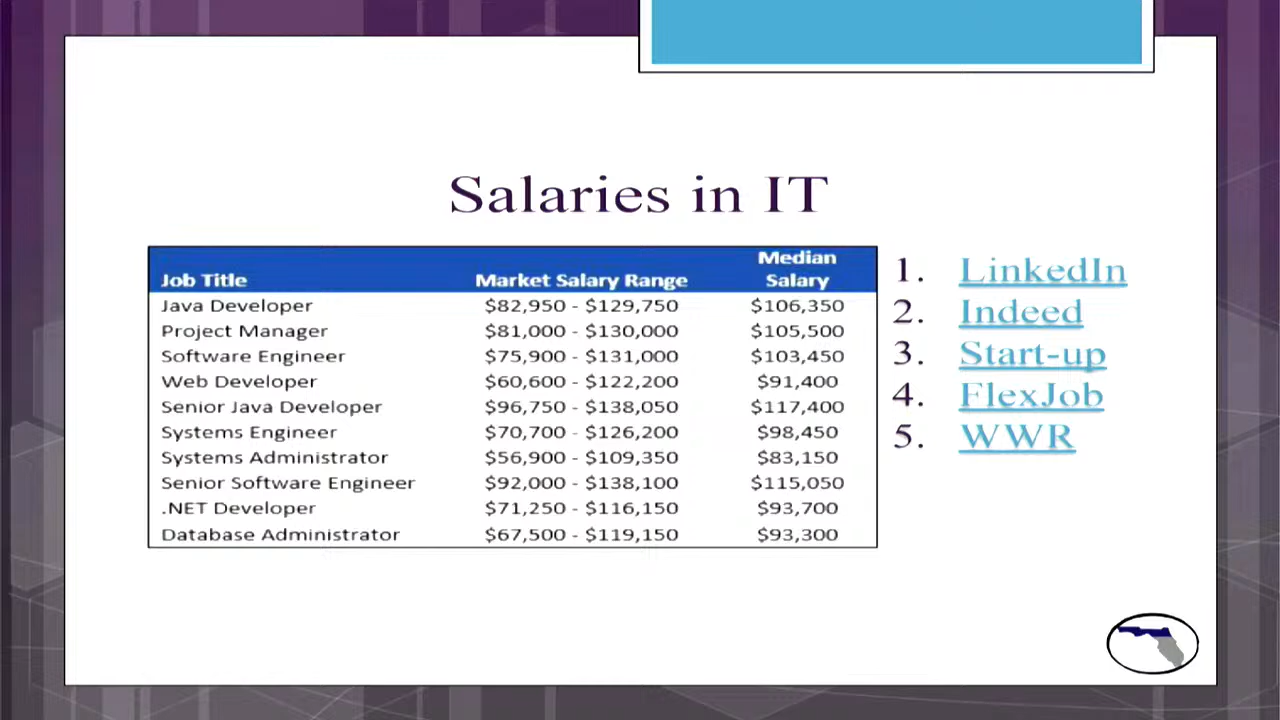 Salaries in IT
Job Title Market Salary Range Median Salary
Java Developer $82,950 - $129,750 $106,350
Project Manager $81,000 - $130,000 $105,500
Software Engineer $75,900 - $131,000 $103,450
Web Developer $60,600 - $122,200 $91,400
Senior Java Developer $96,750 - $138,050 $117,400
Systems Engineer $70,700 - $126,200 $98,450
Systems Administrator $56,900 - $109,350 $83,150
Senior Software Engineer $92,000 - $138,100 $115,050
.NET Developer $71,250 - $116,150 $93,700
Database Administrator $67,500 - $119,150 $93,300
1. LinkedIn
2. Indeed
3. Start-up
4. FlexJob
5. WWR